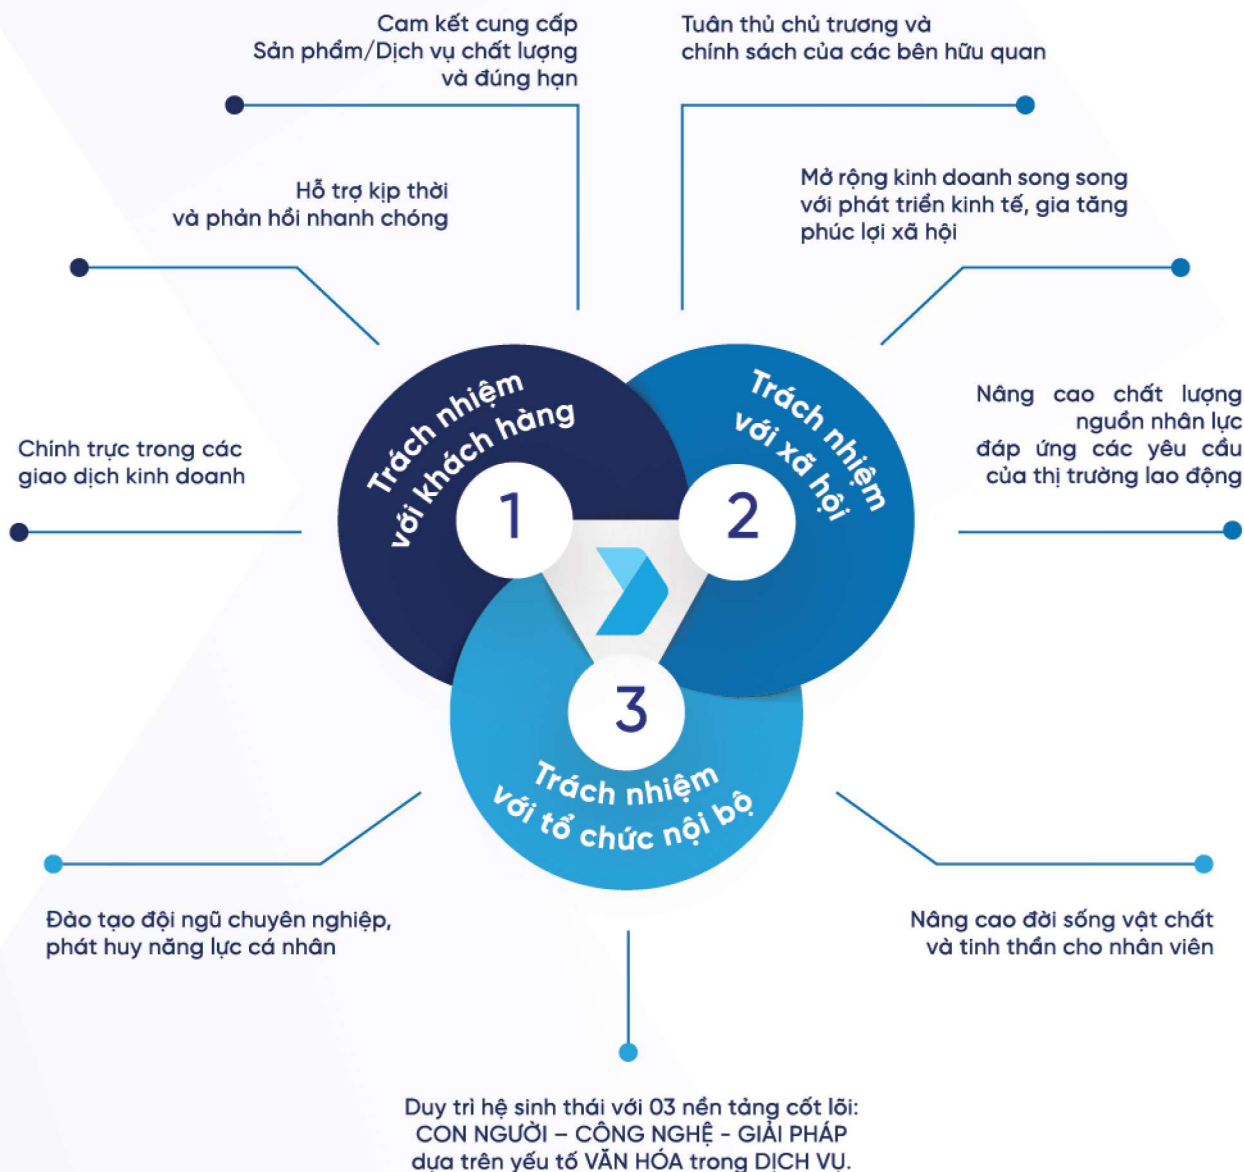 Cam kết cung cấp
Sản phẩm/Dịch vụ chất lượng
và đúng hạn
Tuân thủ chủ trương và
chính sách của các bên hữu quan
Hỗ trợ kịp thời
và phản hồi nhanh chóng
Mở rộng kinh doanh song song
với phát triển kinh tế, gia tăng
phúc lợi xã hội
Chính trực trong các
giao dịch kinh doanh
Trách nhiệm
với khách hàng
1
Trách nhiệm
với xã hội
2
Nâng cao chất lượng
nguồn nhân lực
đáp ứng các yêu cầu
của thị trường lao động
3
Trách nhiệm
với tổ chức nội bộ
Đào tạo đội ngũ chuyên nghiệp,
phát huy năng lực cá nhân
Nâng cao đời sống vật chất
và tinh thần cho nhân viên
Duy trì hệ sinh thái với 03 nền tảng cốt lõi:
CON NGƯỜI – CÔNG NGHỆ - GIẢI PHÁP
dựa trên yếu tố VĂN HÓA trong DỊCH VỤ.